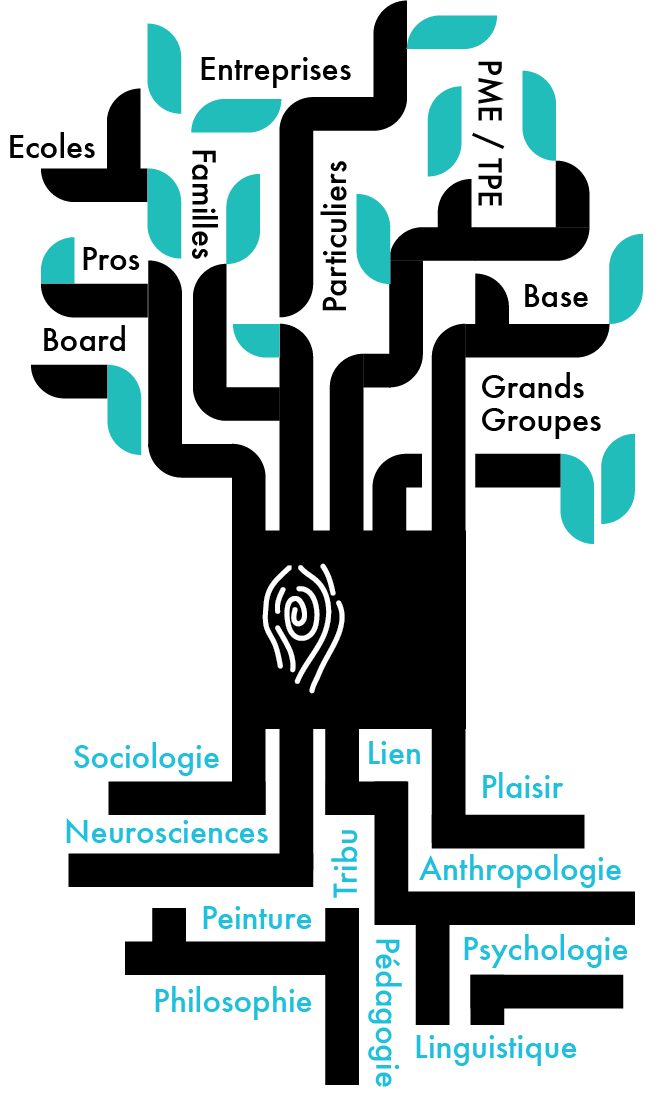 Entreprises
PME / TPE
Ecoles
Familles
Particuliers
Pros
Base
Board
Grands
Groupes
Sociologie
Lien
Plaisir
Neurosciences
Tribu
Anthropologie
Peinture
Pédagogie
Psychologie
Philosophie
Linguistique